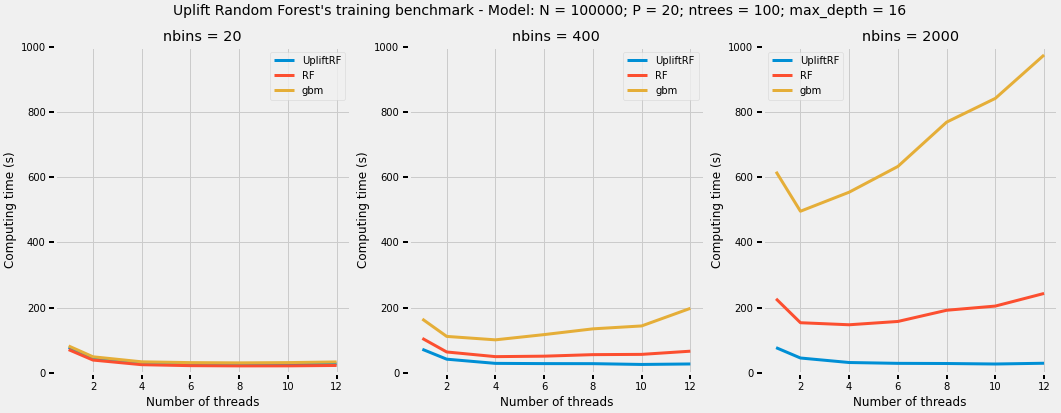 Uplift Random Forest's training benchmark - Model: N = 100000; P = 20; ntrees = 100; max_depth = 16
nbins = 20
1000
800
600
400
200
0
Computing time (s)
2 4 6 8 10 12
Number of threads
UpliftRF
RF
gbm
nbins = 400
1000
800
600
400
200
0
Computing time (s)
2 4 6 8 10 12
Number of threads
UpliftRF
RF
gbm
nbins = 2000
1000
800
600
400
200
0
Computing time (s)
2 4 6 8 10 12
Number of threads
UpliftRF
RF
gbm